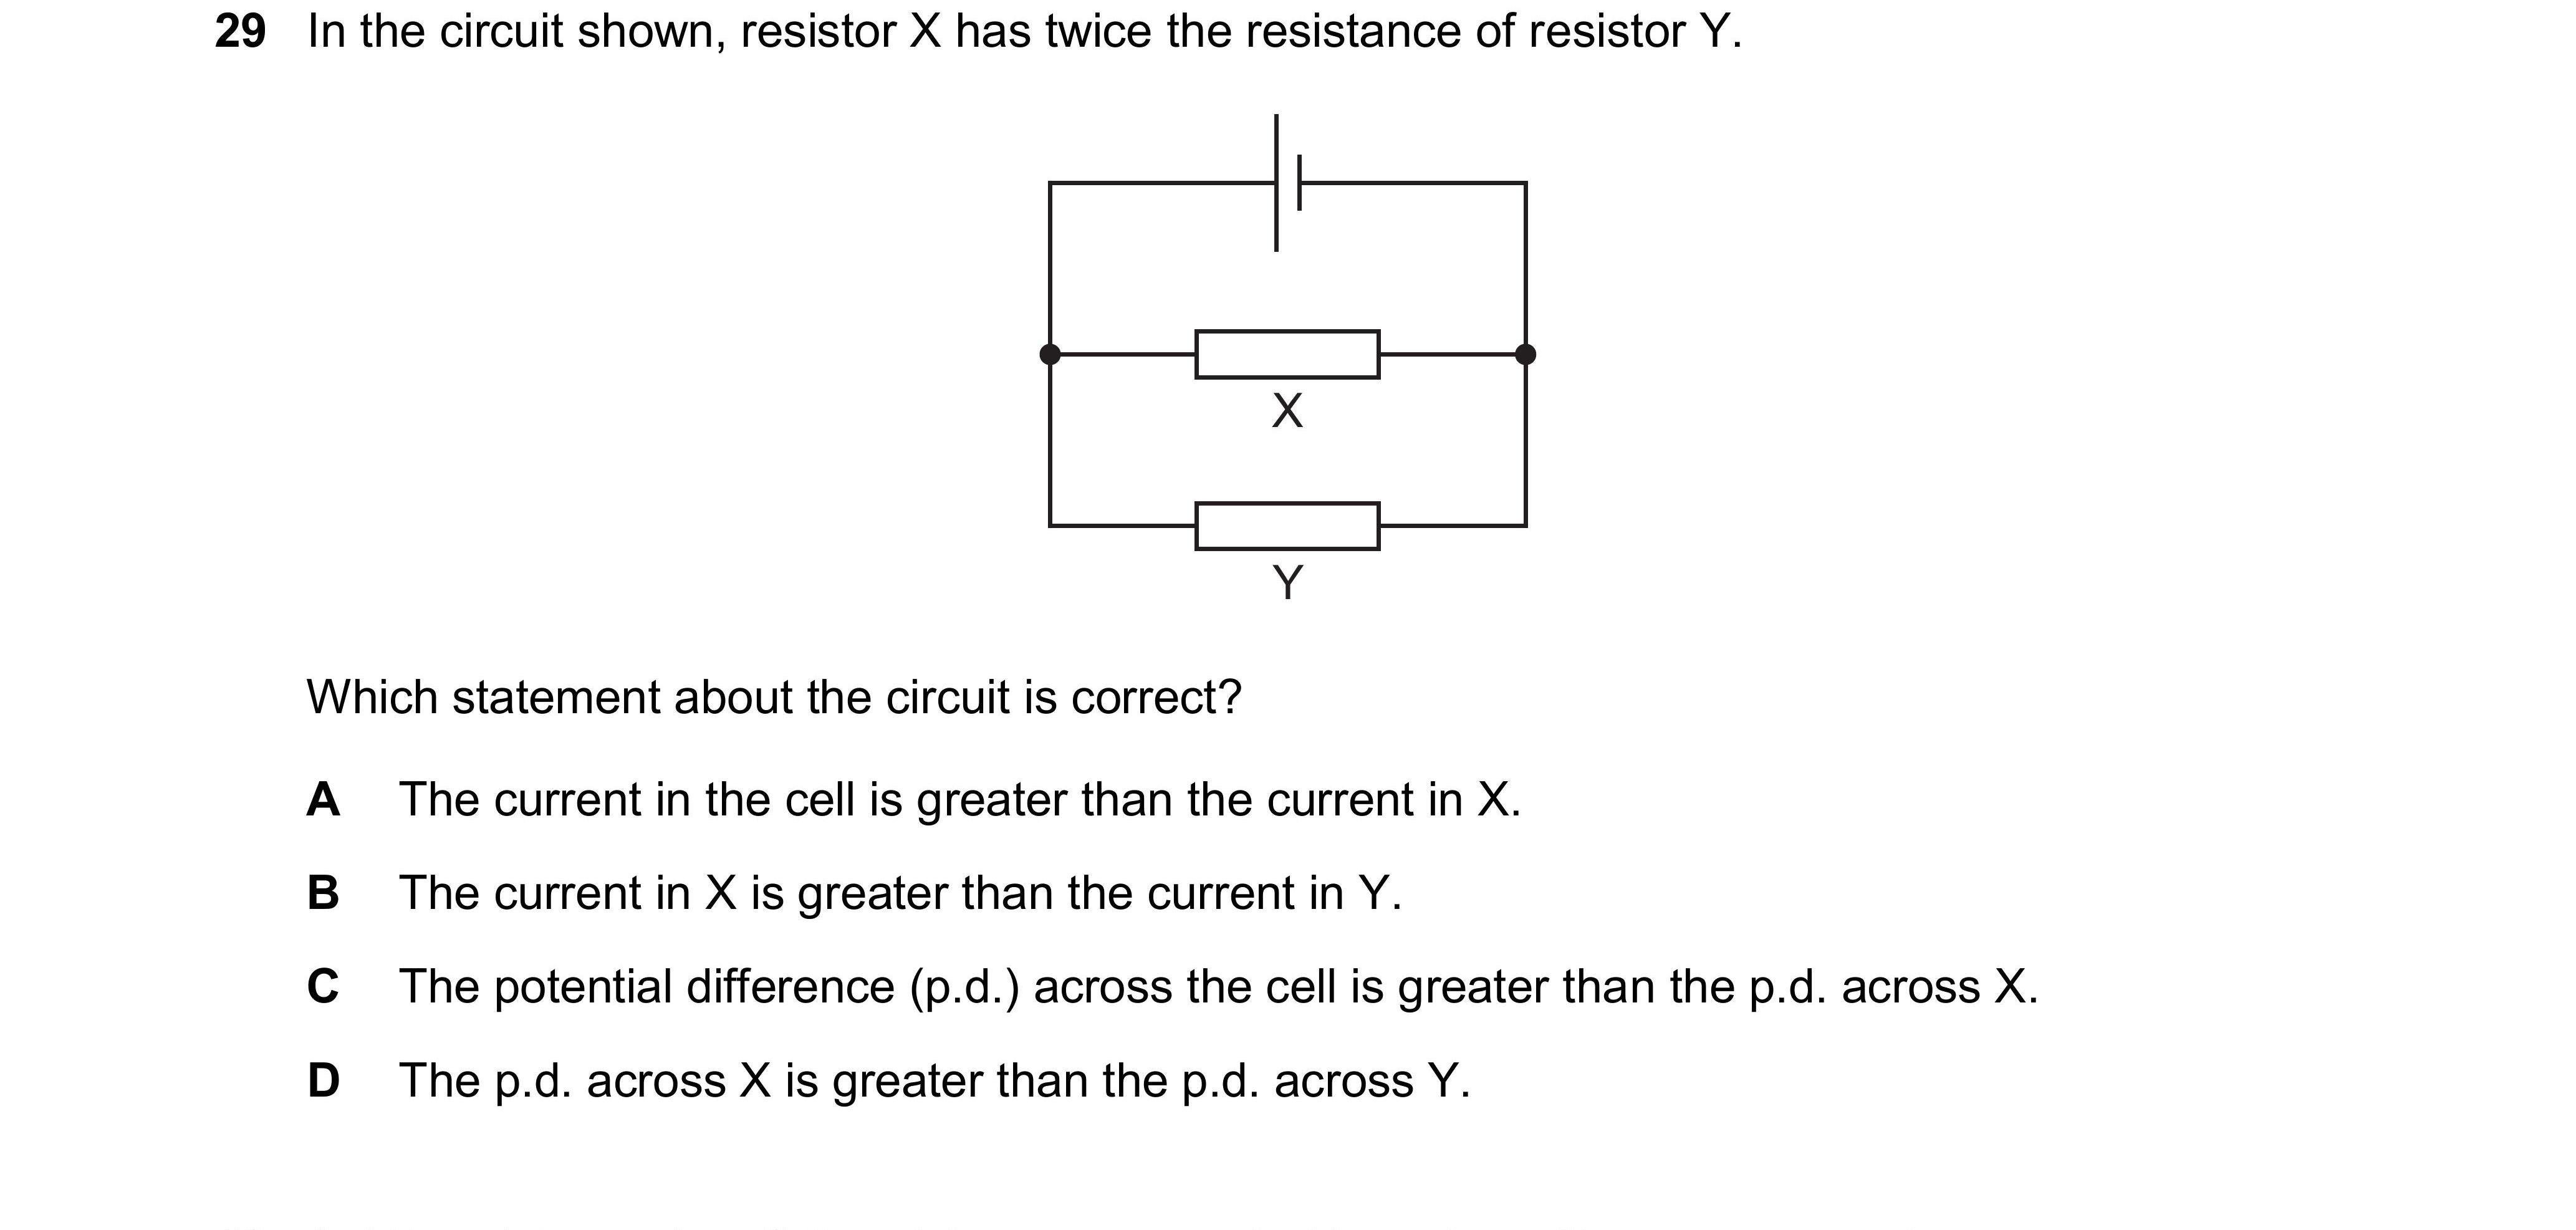 29 In the circuit shown, resistor X has twice the resistance of resistor Y.
X
Y
Which statement about the circuit is correct?
A The current in the cell is greater than the current in X.
B The current in X is greater than the current in Y.
C The potential difference (p.d.) across the cell is greater than the p.d. across X.
D The p.d. across X is greater than the p.d. across Y.